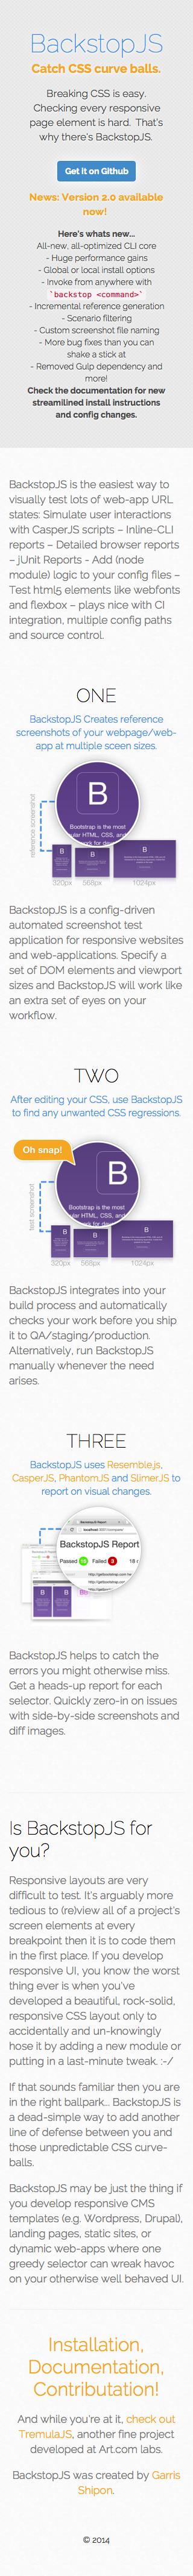 BackstopJS
Catch CSS curve balls.
Breaking CSS is easy.
Checking every responsive
page element is hard. That's
why there's BackstopJS.
Get it on Github
News: Version 2.0 available
now!
Here's whats new...
All-new, all-optimized CLI core
- Huge performance gains
- Global or local install options
- Invoke from anywhere with
`backstop <command>`
- Incremental reference generation
- Scenario filtering
- Custom screenshot file naming
- More bug fixes than you can
shake a stick at
- Removed Gulp dependency and
more!
Check the documentation for new
streamlined install instructions
and config changes.
BackstopJS is the easiest way to
visually test lots of web-app URL
states: Simulate user interactions
with CasperJS scripts – Inline-CLI
reports – Detailed browser reports
– jUnit Reports - Add (node
module) logic to your config files –
Test html5 elements like webfonts
and flexbox – plays nice with CI
integration, multiple config paths
and source control.
ONE
BackstopJS Creates reference
screenshots of your webpage/web-
app at multiple sceen sizes.
reference screenshot
B
Bootstrap is the most
ular HTML, CSS, and
B
B
B
320px 568px 1024px
BackstopJS is a config-driven
automated screenshot test
application for responsive websites
and web-applications. Specify a
set of DOM elements and viewport
sizes and BackstopJS will work like
an extra set of eyes on your
workflow.
TWO
After editing your CSS, use BackstopJS
to find any unwanted CSS regressions.
Oh snap!
test screenshot
B
Bootstrap is the most
ular HTML, CSS, and
B
B
B
320px 568px 1024px
BackstopJS integrates into your
build process and automatically
checks your work before you ship
it to QA/staging/production.
Alternatively, run BackstopJS
manually whenever the need
arises.
THREE
BackstopJS uses Resemble.js,
CasperJS, PhantomJS and SlimerJS to
report on visual changes.
BackstopJS Report
Passed Failed 3
BackstopJS helps to catch the
errors you might otherwise miss.
Get a heads-up report for each
selector. Quickly zero-in on issues
with side-by-side screenshots and
diff images.
Is BackstopJS for
you?
Responsive layouts are very
difficult to test. It's arguably more
tedious to (re)view all of a project's
screen elements at every
breakpoint then it is to code them
in the first place. If you develop
responsive UI, you know the worst
thing ever is when you've
developed a beautiful, rock-solid,
responsive CSS layout only to
accidentally and un-knowingly
hose it by adding a new module or
putting in a last-minute tweak. :-/
If that sounds familiar then you are
in the right ballpark... BackstopJS is
a dead-simple way to add another
line of defense between you and
those unpredictable CSS curve-
balls.
BackstopJS may be just the thing if
you develop responsive CMS
templates (e.g. Wordpress, Drupal),
landing pages, static sites, or
dynamic web-apps where one
greedy selector can wreak havoc
on your otherwise well behaved UI.
Installation,
Documentation,
Contributation!
And while you're at it, check out
TremulaJS, another fine project
developed at Art.com labs.
BackstopJS was created by Garris
Shipon.
© 2014